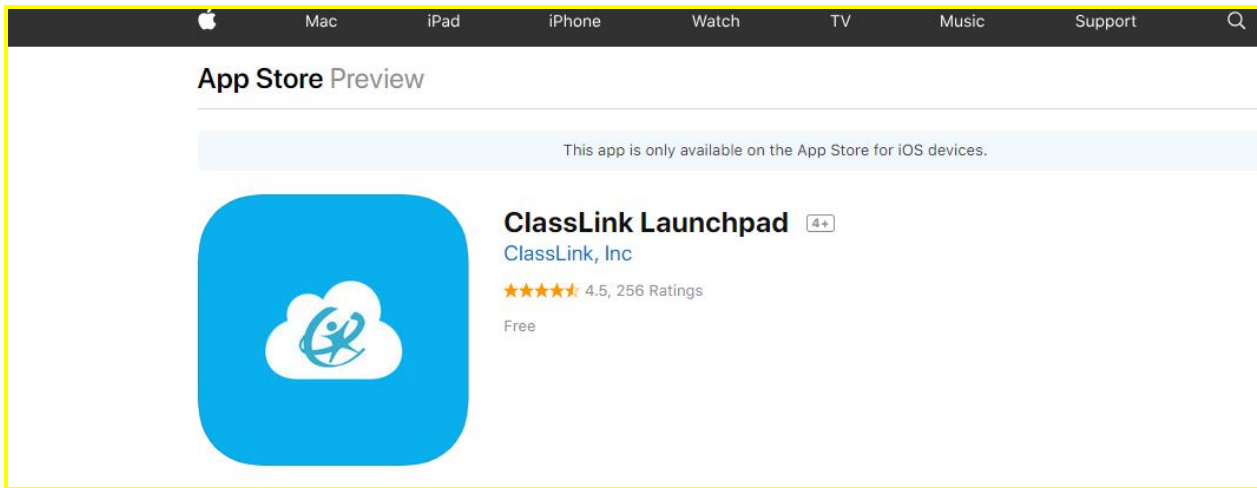 Mac iPad iPhone Watch TV Music Support
App Store Preview
This app is only available on the App Store for iOS devices.
ClassLink Launchpad 4+
ClassLink, Inc
4.5, 256 Ratings
Free